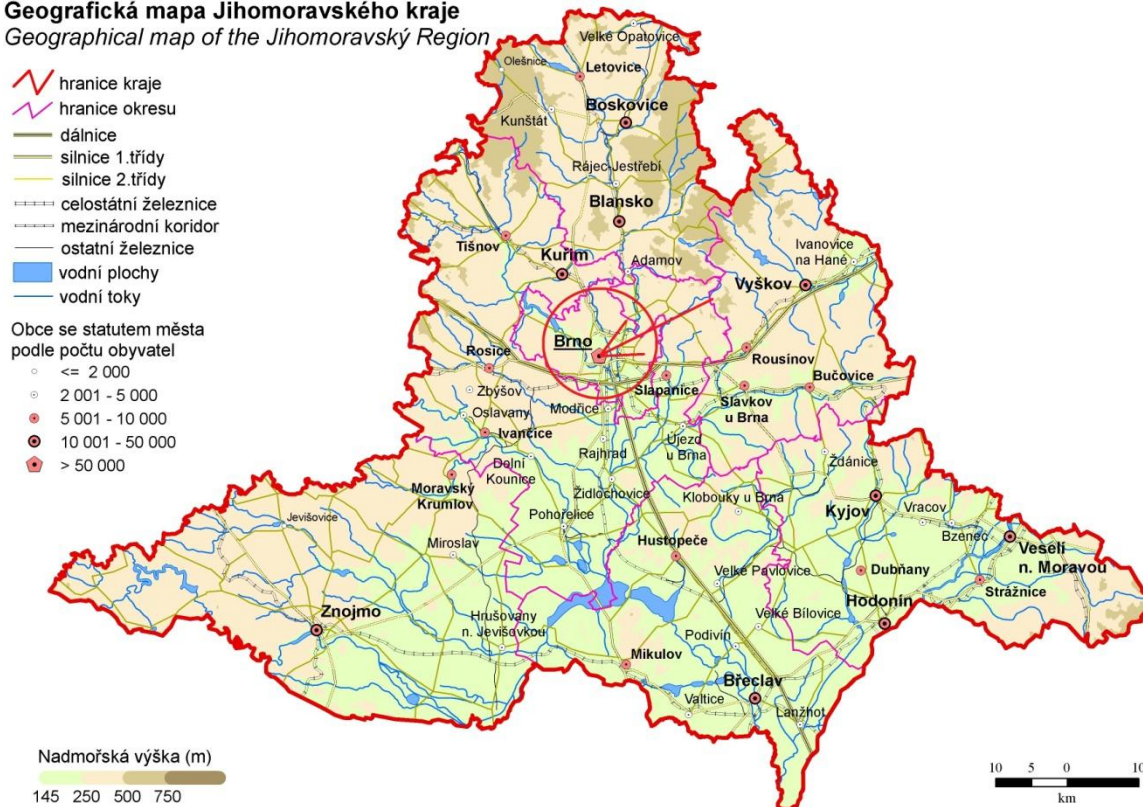 Geografická mapa Jihomoravského kraje
Geographical map of the Jihomoravský Region
hranice kraje
hranice okresu
dálnice
silnice 1.třídy
silnice 2.třídy
celostátní železnice
mezinárodní koridor
ostatní železnice
vodní plochy
vodní toky
Obce se statutem města
podle počtu obyvatel
<= 2 000
2 001 - 5 000
5 001 - 10 000
10 001 - 50 000
> 50 000
Velké Opatovice
Olešnice
Letovice
Boskovice
Kunštát
Rájec-Jestřebí
Blansko
Tišnov
Kuřim
Adamov
Ivanovice
na Hané
Vyškov
Brno
Rosice
Rousínov
Zbýšov
Šlapanice
Bučovice
Slavkov
u Brna
Oslavany
Modřice
Ivančice
Rajhrad
Újezd
u Brna
Dolní
Kounice
Ždánice
Moravský
Krumlov
Židlochovice
Klobouky u Brna
Kyjov
Vracov
Jevišovice
Pohořelice
Bzenec
Miroslav
Hustopeče
Veselí
n. Moravou
Velké Pavlovice
Dubňany
Strážnice
Znojmo
Hrušovany
n. Jevišovkou
Velké Bílovice
Hodonín
Podivín
Mikulov
Břeclav
Valtice
Lanžhot
Nadmořská výška (m)
145 250 500 750
10 5 0 10
km